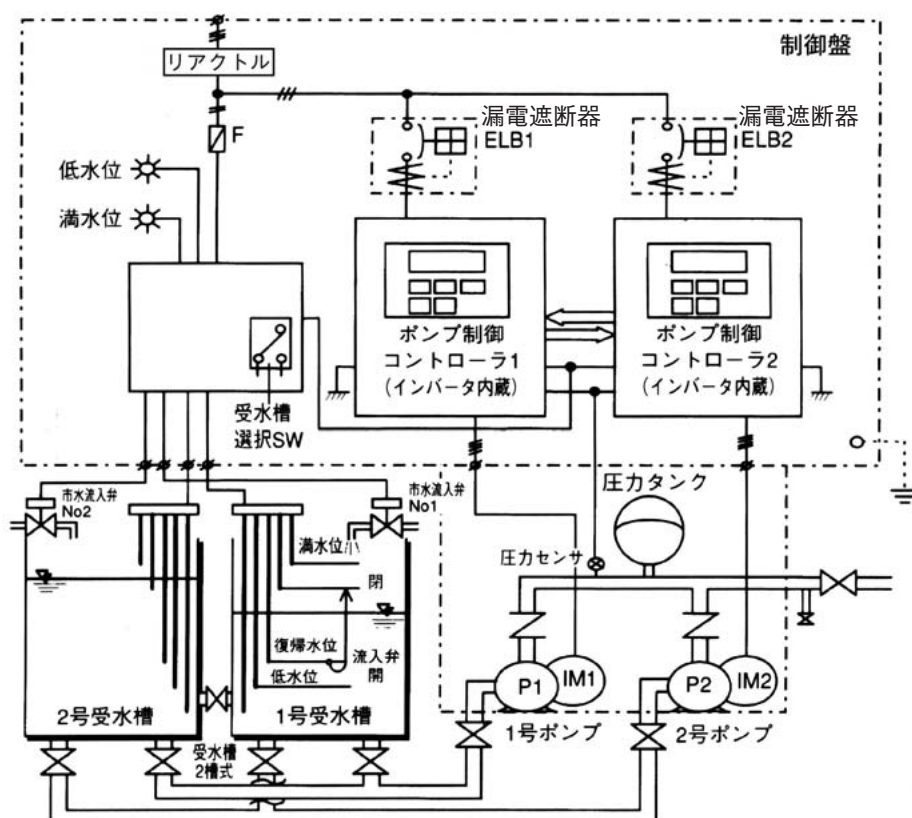 制御盤
リアクトル
F
漏電遮断器
ELB1
漏電遮断器
ELB2
低水位
満水位
ポンプ制御
コントローラ1
(インバータ内蔵)
ポンプ制御
コントローラ2
(インバータ内蔵)
受水槽
選択SW
市水流入弁
No2
市水流入弁
No1
圧力タンク
圧力センサ
満水位
閉
復帰水位
流入弁
開
低水位
2号受水槽
1号受水槽
受水槽
2槽式
P1
IM1
P2
IM2
1号ポンプ
2号ポンプ